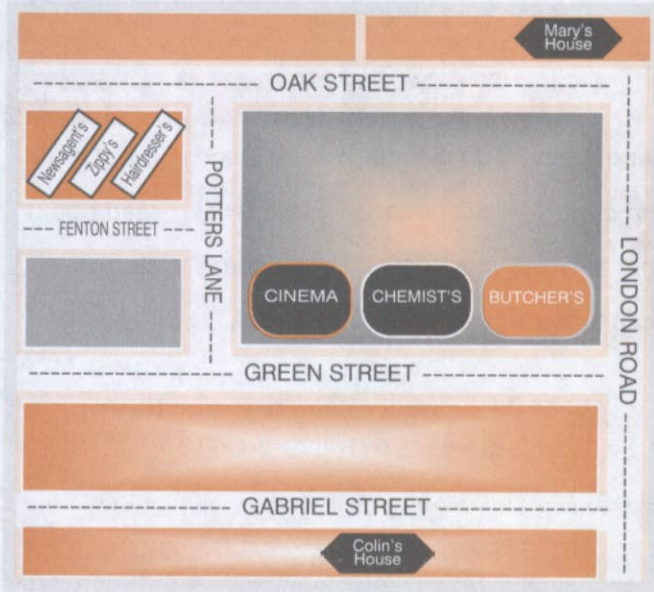 Mary's
House
OAK STREET
Newsagent's
Zippy's
Hairdresser's
POTTERS LANE
FENTON STREET
CINEMA
CHEMIST'S
BUTCHER'S
LONDON ROAD
GREEN STREET
GABRIEL STREET
Colin's
House